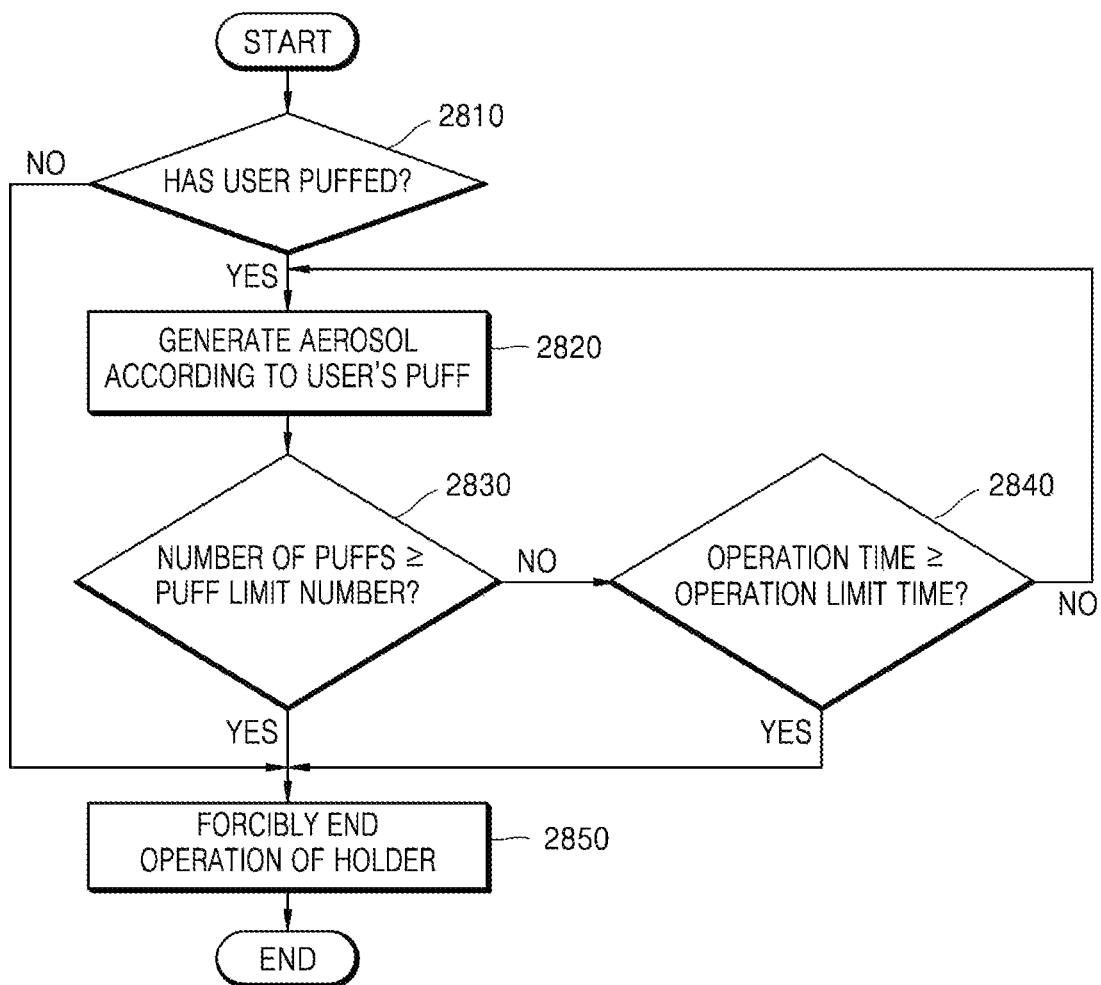 START
2810
NO
HAS USER PUFFED?
YES
GENERATE AEROSOL
ACCORDING TO USER'S PUFF
2820
2830
2840
NUMBER OF PUFFS ≥
PUFF LIMIT NUMBER?
NO
OPERATION TIME ≥
OPERATION LIMIT TIME?
NO
YES
YES
FORCIBLY END
OPERATION OF HOLDER
2850
END